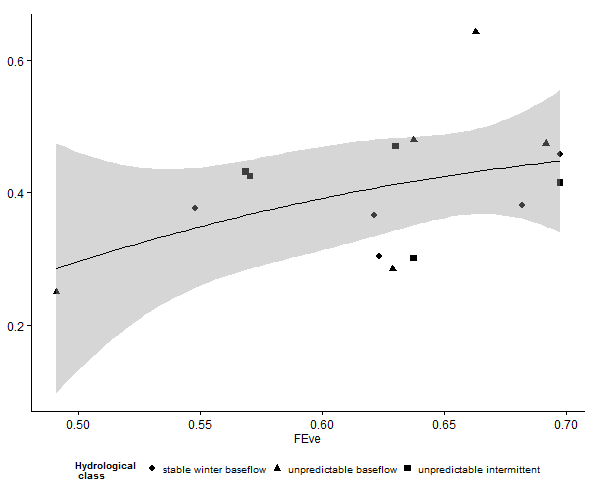 0.6
0.4
0.2
0.50 0.55 0.60 0.65 0.70
FEve
Hydrological
class
stable winter baseflow unpredictable baseflow unpredictable intermittent